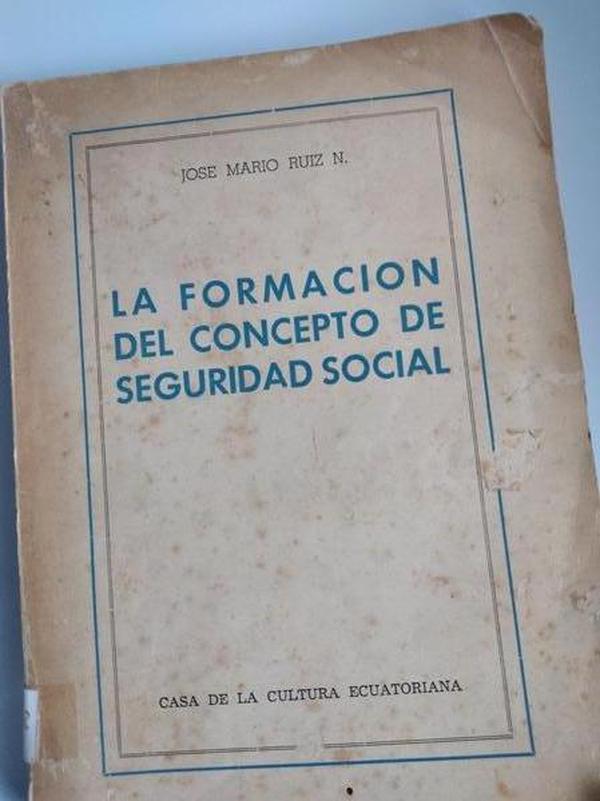 JOSE MARIO RUIZ N.
LA FORMACION
DEL CONCEPTO DE
SEGURIDAD SOCIAL
CASA DE LA CULTURA ECUATORIANA